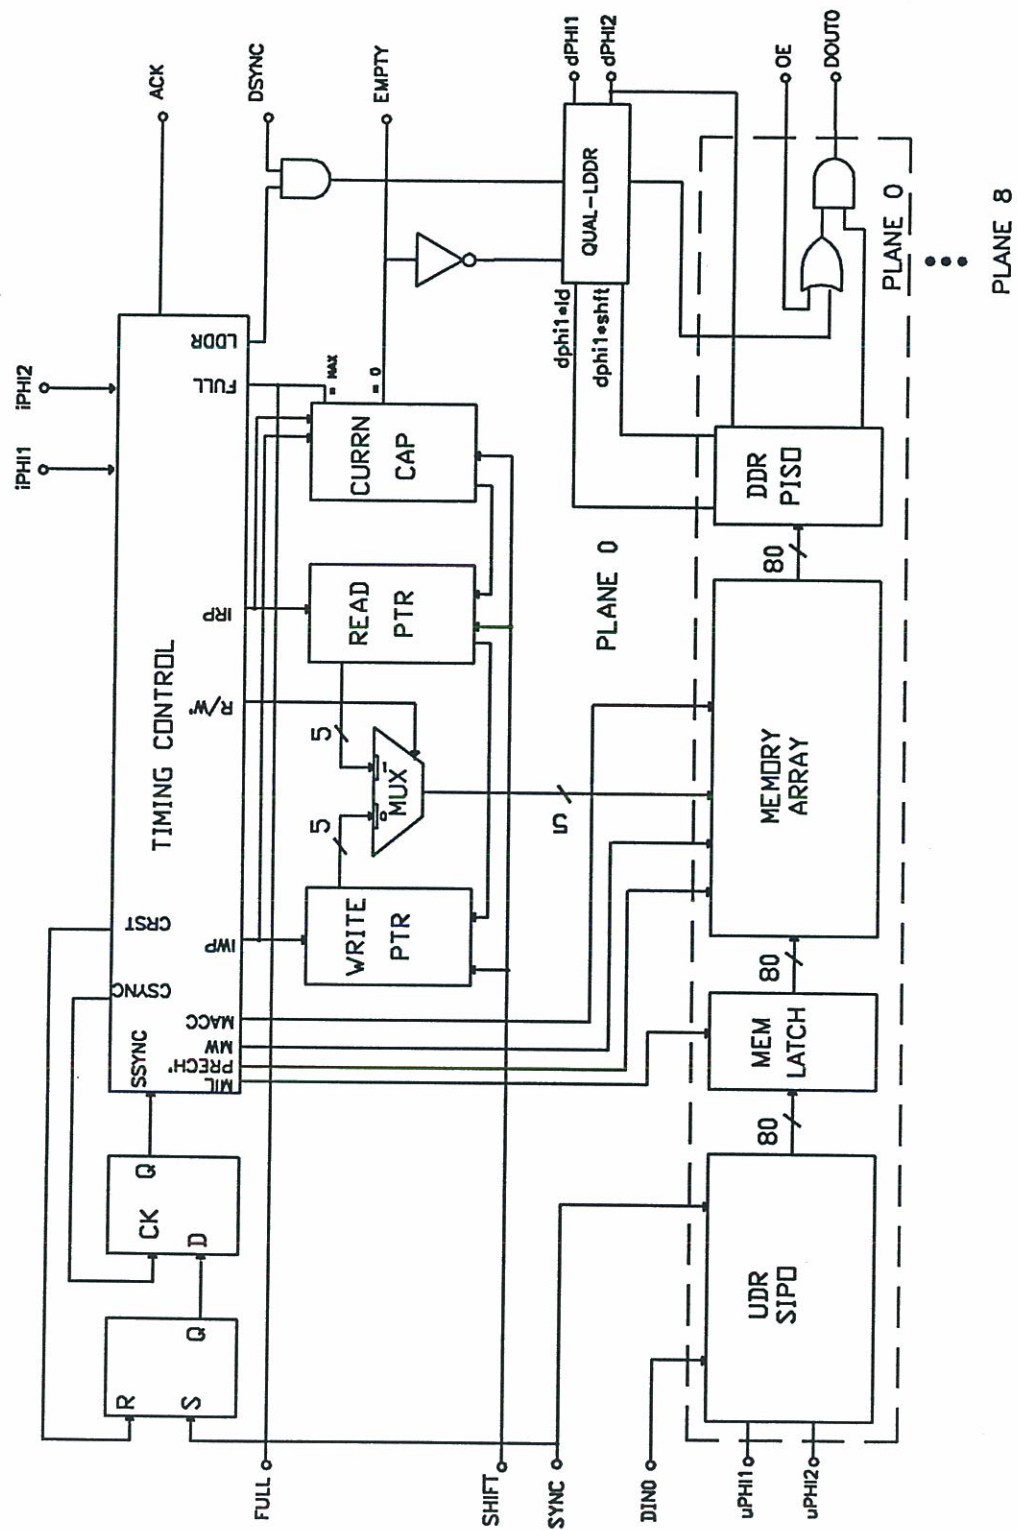 iPHI1
iPHI2
ACK
DSYNC
EMPTY
dPHI1
dPHI2
OE
DOUT0
TIMING CONTROL
CRST
CSYNC
SSYNC
MIL
PRECH'
MW
MACC
IWP
R/W'
IRP
FULL
LDDR
R
S
Q
CK
D
Q
WRITE
PTR
5
5
0
1
MUX
READ
PTR
CURRN
CAP
= MAX
= 0
QUAL-LDDR
dphi1•ld
dphi1•shft
5
PLANE 0
UDR
SIPO
80
MEM
LATCH
80
MEMORY
ARRAY
80
DDR
PISO
PLANE 0
PLANE 8
FULL
SHIFT
SYNC
DIN0
uPHI1
uPHI2